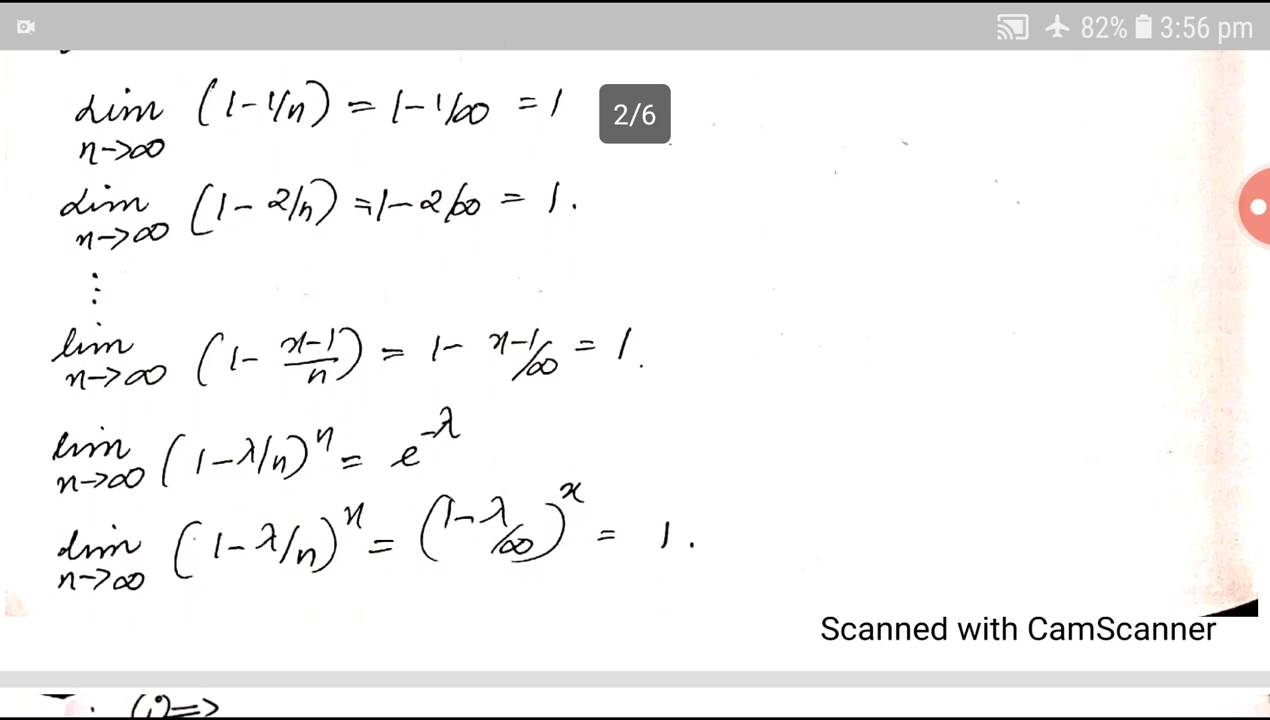 82% 3:56 pm
lim (1 - 1/n) = 1 - 1/∞ = 1
n->∞
2/6
lim (1 - 2/n) = 1 - 2/∞ = 1.
n->∞
⋮
lim (1 - (x-1)/n) = 1 - x-1/∞ = 1.
n->∞
lim (1 - λ/n)^n = e^-λ
n->∞
lim (1 - λ/n)^x = (1 - λ/∞)^x = 1.
n->∞
Scanned with CamScanner